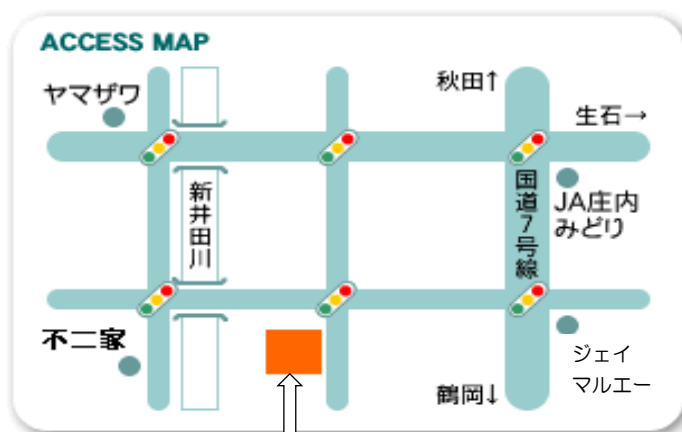 ACCESS MAP
ヤマザワ
秋田↑
生石→
新井田川
国道7号線
JA庄内
みどり
不二家
ジェイ
マルエー
鶴岡↓